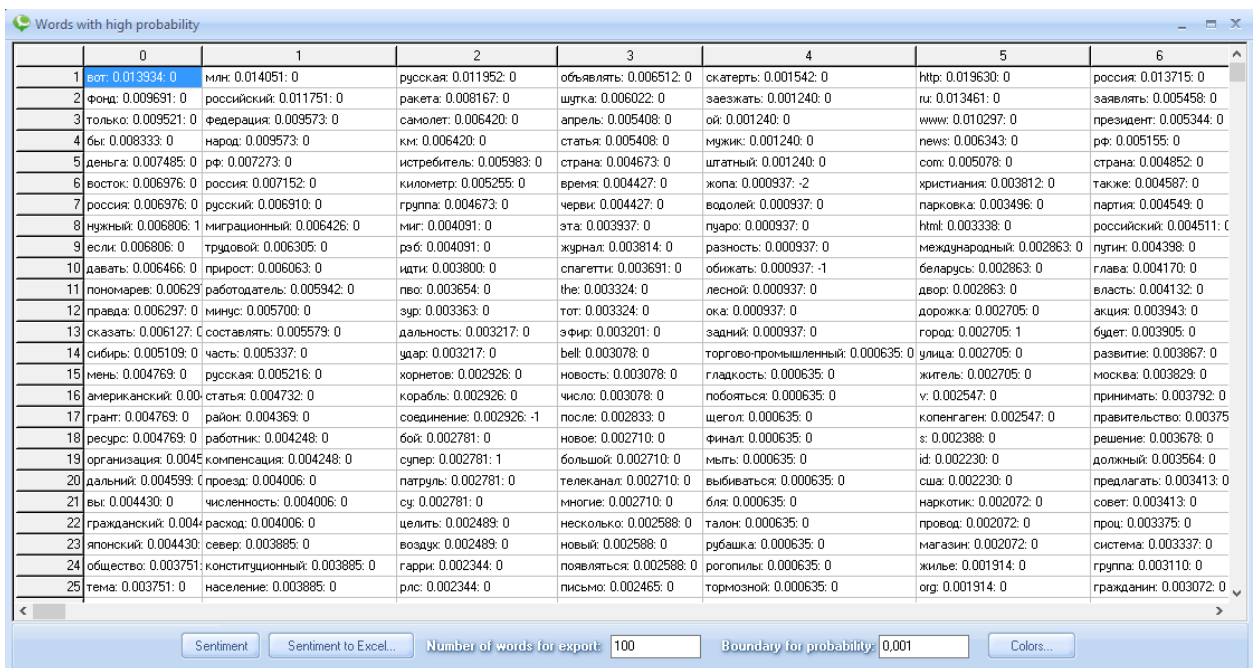 Words with high probability
0 1 2 3 4 5 6
1 вот: 0.013934: 0 млн: 0.014051: 0 русская: 0.011952: 0 объявлять: 0.006512: 0 скатерть: 0.001542: 0 http: 0.019630: 0 россия: 0.013715: 0
2 фонд: 0.009691: 0 российский: 0.011751: 0 ракета: 0.008167: 0 шутка: 0.006022: 0 заезжать: 0.001240: 0 ru: 0.013461: 0 заявлять: 0.005458: 0
3 только: 0.009521: 0 федерация: 0.009573: 0 самолет: 0.006420: 0 апрель: 0.005408: 0 ой: 0.001240: 0 www: 0.010297: 0 президент: 0.005344: 0
4 бы: 0.008333: 0 народ: 0.009573: 0 км: 0.006420: 0 статья: 0.005408: 0 мужик: 0.001240: 0 news: 0.006343: 0 рф: 0.005155: 0
5 деньга: 0.007485: 0 рф: 0.007273: 0 истребитель: 0.005983: 0 страна: 0.004673: 0 штатный: 0.001240: 0 com: 0.005078: 0 страна: 0.004852: 0
6 восток: 0.006976: 0 россия: 0.007152: 0 километр: 0.005255: 0 время: 0.004427: 0 жопа: 0.000937: -2 христиания: 0.003812: 0 также: 0.004587: 0
7 россия: 0.006976: 0 русский: 0.006910: 0 группа: 0.004673: 0 черви: 0.004427: 0 водолей: 0.000937: 0 парковка: 0.003496: 0 партия: 0.004549: 0
8 нужный: 0.006806: 1 миграционный: 0.006426: 0 миг: 0.004091: 0 эта: 0.003937: 0 пуаро: 0.000937: 0 html: 0.003338: 0 российский: 0.004511: 0
9 если: 0.006806: 0 трудовой: 0.006305: 0 рэб: 0.004091: 0 журнал: 0.003814: 0 разность: 0.000937: 0 международный: 0.002863: 0 путин: 0.004398: 0
10 давать: 0.006466: 0 прирост: 0.006063: 0 идти: 0.003800: 0 спагетти: 0.003691: 0 обижать: 0.000937: -1 беларусь: 0.002863: 0 глава: 0.004170: 0
11 пономарев: 0.00629 работодатель: 0.005942: 0 пво: 0.003654: 0 the: 0.003324: 0 лесной: 0.000937: 0 двор: 0.002863: 0 власть: 0.004132: 0
12 правда: 0.006297: 0 минус: 0.005700: 0 зур: 0.003363: 0 тот: 0.003324: 0 ока: 0.000937: 0 дорожка: 0.002705: 0 акция: 0.003943: 0
13 сказать: 0.006127: 0 составлять: 0.005579: 0 дальность: 0.003217: 0 эфир: 0.003201: 0 задний: 0.000937: 0 город: 0.002705: 1 будет: 0.003905: 0
14 сибирь: 0.005109: 0 часть: 0.005337: 0 удар: 0.003217: 0 bell: 0.003078: 0 торгово-промышленный: 0.000635: 0 улица: 0.002705: 0 развитие: 0.003867: 0
15 мень: 0.004769: 0 русская: 0.005216: 0 хорнетов: 0.002926: 0 новость: 0.003078: 0 гладкость: 0.000635: 0 житель: 0.002705: 0 москва: 0.003829: 0
16 американский: 0.00 статья: 0.004732: 0 корабль: 0.002926: 0 число: 0.003078: 0 побояться: 0.000635: 0 v: 0.002547: 0 принимать: 0.003792: 0
17 грант: 0.004769: 0 район: 0.004369: 0 соединение: 0.002926: -1 после: 0.002833: 0 щегол: 0.000635: 0 копенгаген: 0.002547: 0 правительство: 0.00375
18 ресурс: 0.004769: 0 работник: 0.004248: 0 бой: 0.002781: 0 новое: 0.002710: 0 финал: 0.000635: 0 s: 0.002388: 0 решение: 0.003678: 0
19 организация: 0.0045 компенсация: 0.004248: 0 супер: 0.002781: 1 большой: 0.002710: 0 мыть: 0.000635: 0 id: 0.002230: 0 должный: 0.003564: 0
20 дальний: 0.004599: 0 проезд: 0.004006: 0 патруль: 0.002781: 0 телеканал: 0.002710: 0 выбиваться: 0.000635: 0 сша: 0.002230: 0 предлагать: 0.003413: 0
21 вы: 0.004430: 0 численность: 0.004006: 0 су: 0.002781: 0 многие: 0.002710: 0 бля: 0.000635: 0 наркотик: 0.002072: 0 совет: 0.003413: 0
22 гражданский: 0.004 расход: 0.004006: 0 целить: 0.002489: 0 несколько: 0.002588: 0 талон: 0.000635: 0 провод: 0.002072: 0 проц: 0.003375: 0
23 японский: 0.004430: север: 0.003885: 0 воздух: 0.002489: 0 новый: 0.002588: 0 рубашка: 0.000635: 0 магазин: 0.002072: 0 система: 0.003337: 0
24 общество: 0.003751: конституционный: 0.003885: 0 гарри: 0.002344: 0 появляться: 0.002588: 0 рогопилы: 0.000635: 0 жилье: 0.001914: 0 группа: 0.003110: 0
25 тема: 0.003751: 0 население: 0.003885: 0 рлс: 0.002344: 0 письмо: 0.002465: 0 тормозной: 0.000635: 0 org: 0.001914: 0 гражданин: 0.003072: 0
Sentiment Sentiment to Excel... Number of words for export: 100 Boundary for probability: 0,001 Colors...